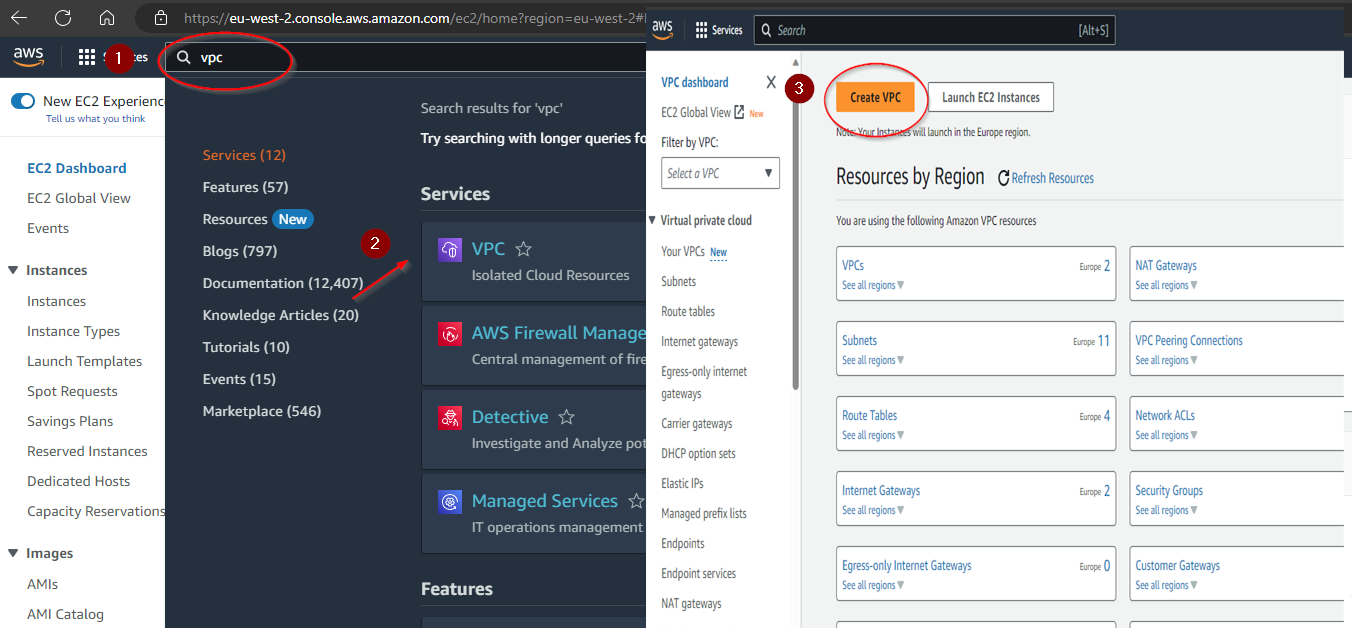 https://eu-west-2.console.aws.amazon.com/ec2/home?region=eu-west-2#
aws
1
vpc
New EC2 Experience
Tell us what you think
EC2 Dashboard
EC2 Global View
Events
Instances
Instances
Instance Types
Launch Templates
Spot Requests
Savings Plans
Reserved Instances
Dedicated Hosts
Capacity Reservations
Images
AMIs
AMI Catalog
Search results for 'vpc'
Try searching with longer queries fo
Services (12)
Features (57)
Resources New
Blogs (797)
Documentation (12,407)
Knowledge Articles (20)
Tutorials (10)
Events (15)
Marketplace (546)
2
Services
VPC
Isolated Cloud Resources
AWS Firewall Manage
Central management of fire
Detective
Investigate and Analyze pot
Managed Services
IT operations management
Features
aws
Services
Search
[Alt+S]
VPC dashboard
X
3
EC2 Global View New
Filter by VPC:
Select a VPC
Virtual private cloud
Your VPCs New
Subnets
Route tables
Internet gateways
Egress-only internet
gateways
Carrier gateways
DHCP option sets
Elastic IPs
Managed prefix lists
Endpoints
Endpoint services
NAT gateways
Create VPC
Launch EC2 Instances
Note: Your Instances will launch in the Europe region.
Resources by Region
Refresh Resources
You are using the following Amazon VPC resources
VPCs
Europe 2
See all regions
NAT Gateways
See all regions
Subnets
Europe 11
See all regions
VPC Peering Connections
See all regions
Route Tables
Europe 4
See all regions
Network ACLs
See all regions
Internet Gateways
Europe 2
See all regions
Security Groups
See all regions
Egress-only Internet Gateways
Europe 0
See all regions
Customer Gateways
See all regions